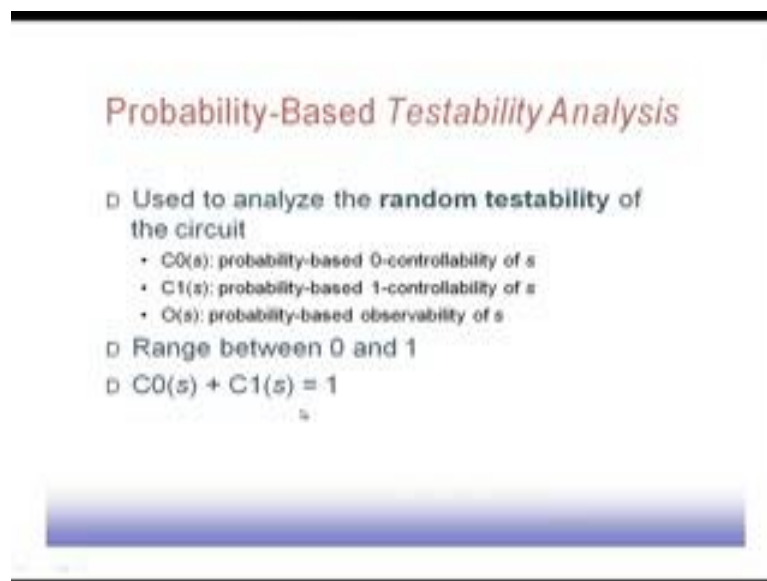 Probability-Based Testability Analysis
Used to analyze the random testability of
the circuit
• C0(s): probability-based 0-controllability of s
• C1(s): probability-based 1-controllability of s
• O(s): probability-based observability of s
Range between 0 and 1
C0(s) + C1(s) = 1